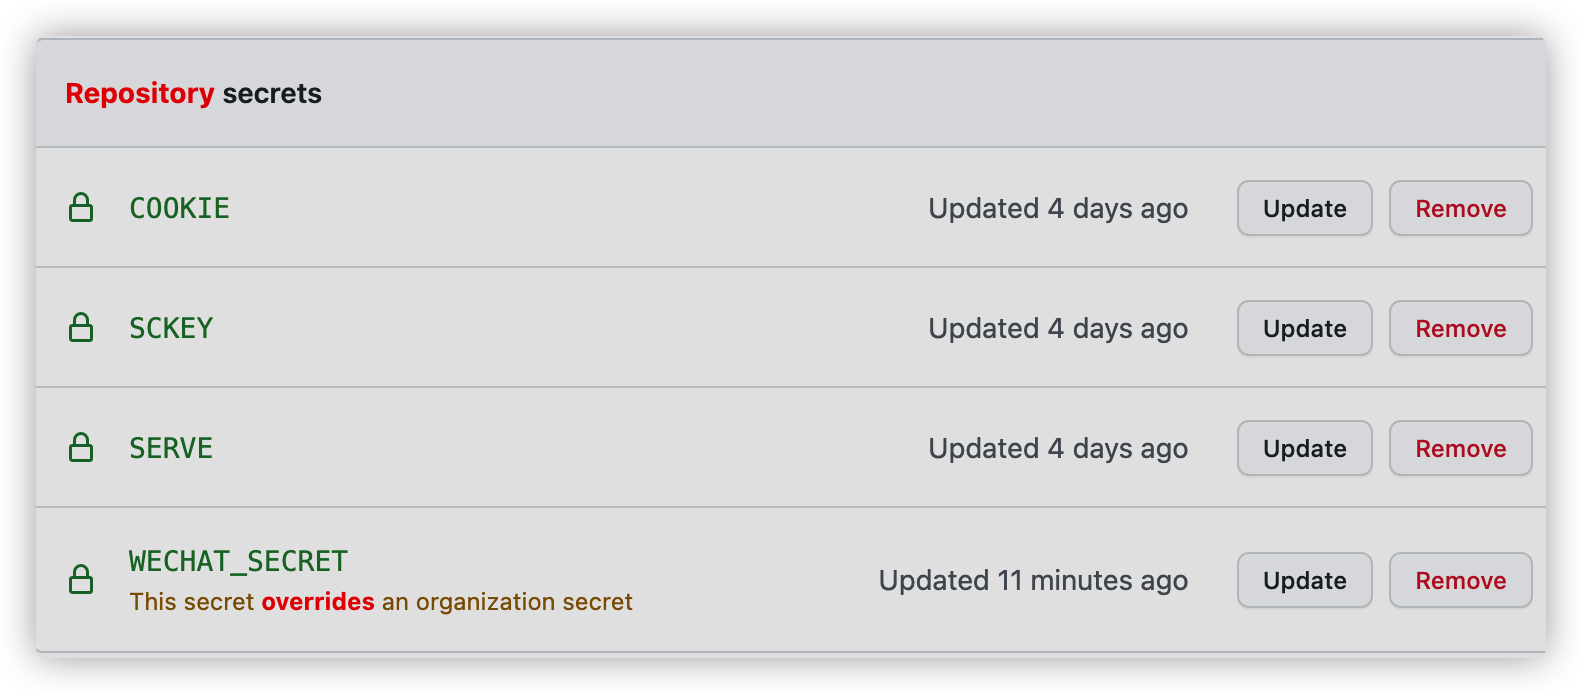 Repository secrets
COOKIE Updated 4 days ago Update Remove
SCKEY Updated 4 days ago Update Remove
SERVE Updated 4 days ago Update Remove
WECHAT_SECRET
This secret overrides an organization secret
Updated 11 minutes ago Update Remove